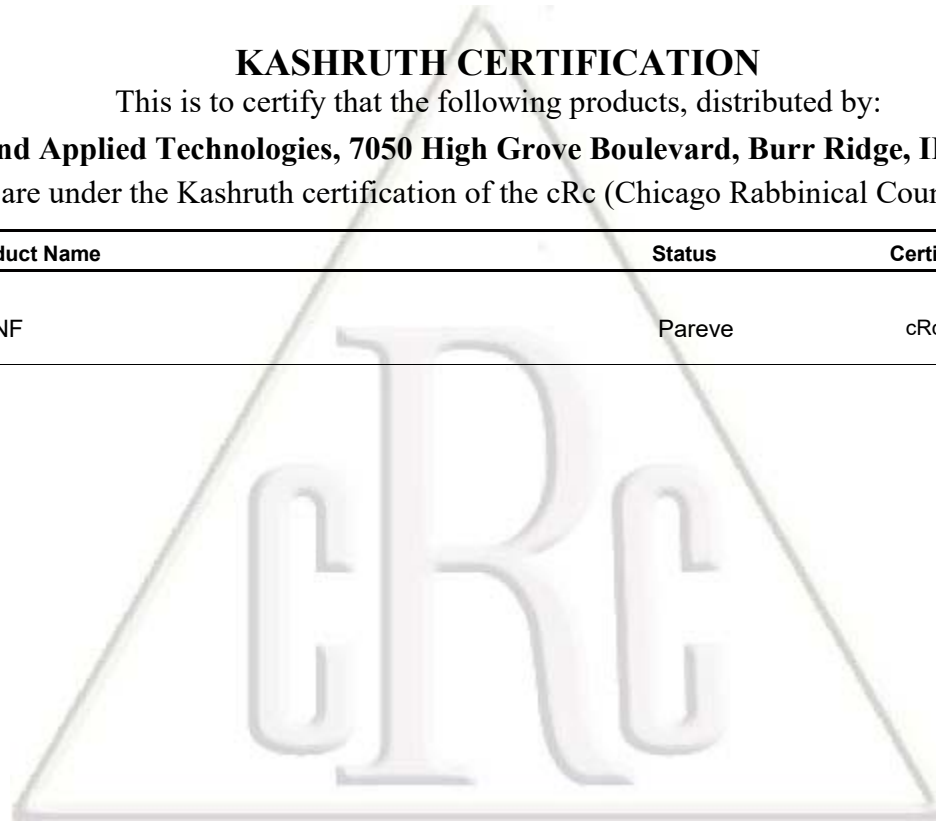 KASHRUTH CERTIFICATION
This is to certify that the following products, distributed by:
nd Applied Technologies, 7050 High Grove Boulevard, Burr Ridge, I
are under the Kashruth certification of the cRc (Chicago Rabbinical Coun
duct Name Status Certi
NF Pareve cRc
cRc